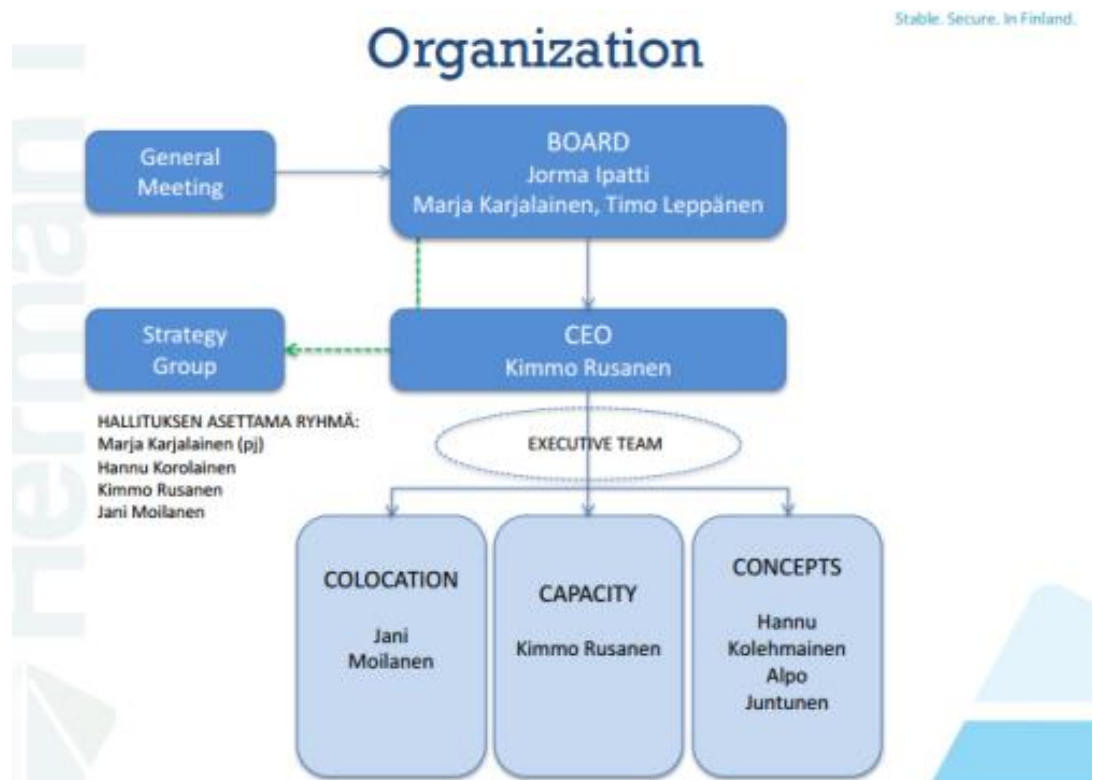 Stable. Secure. In Finland.
Organization
General
Meeting
BOARD
Jorma Ipatti
Marja Karjalainen, Timo Leppänen
Strategy
Group
CEO
Kimmo Rusanen
HALLITUKSEN ASETTAMA RYHMÄ:
Marja Karjalainen (pj)
Hannu Korolainen
Kimmo Rusanen
Jani Moilanen
EXECUTIVE TEAM
COLOCATION
Jani
Moilanen
CAPACITY
Kimmo Rusanen
CONCEPTS
Hannu
Kolehmainen
Alpo
Juntunen
Herman